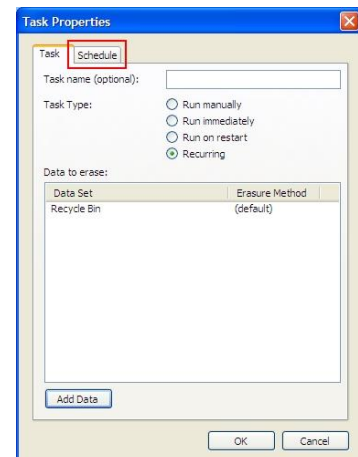 Task Properties
Task Schedule
Task name (optional):
Task Type: Run manually
Run immediately
Run on restart
Recurring
Data to erase:
Data Set Erasure Method
Recycle Bin (default)
Add Data
OK Cancel